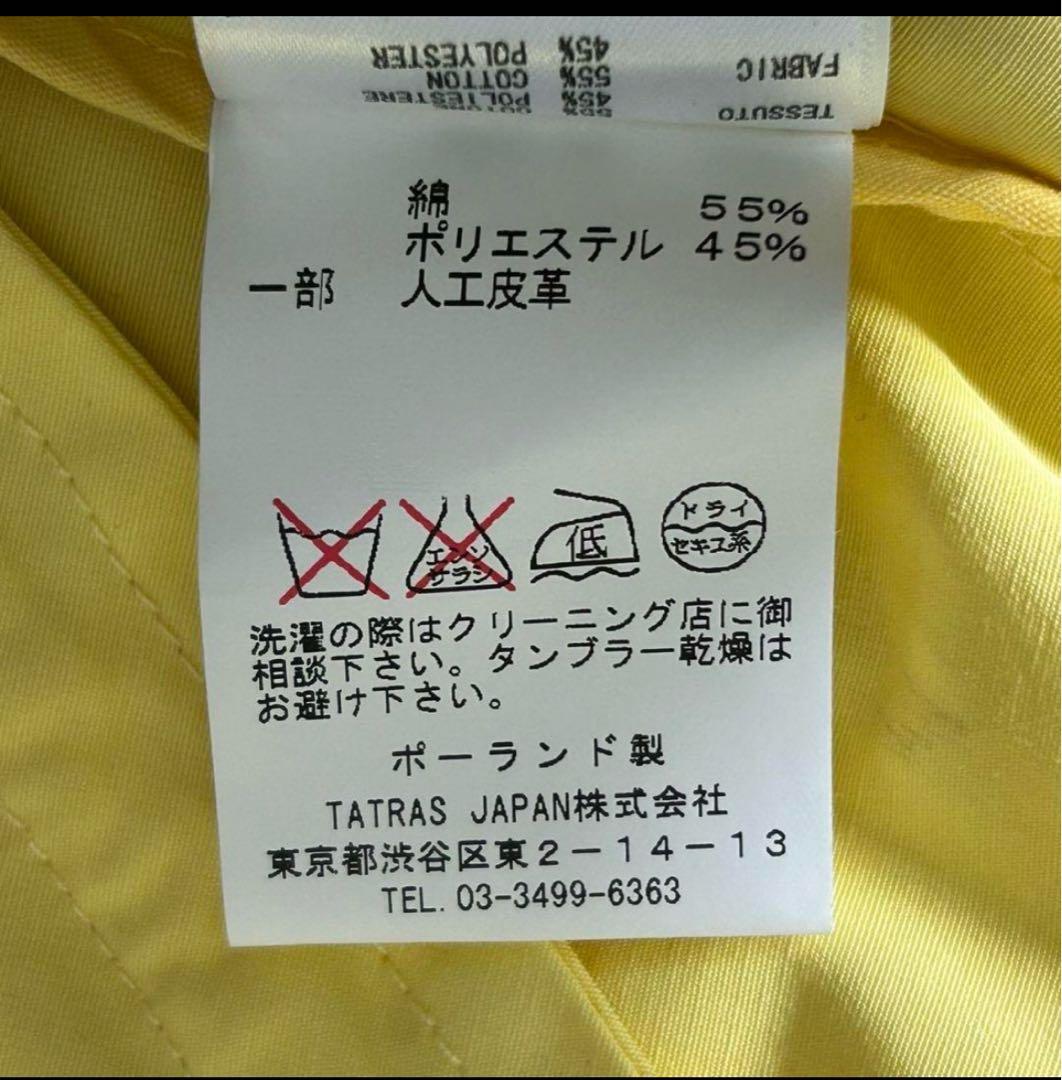 TESSUTO 55% COTONE
45% POLIESTERE
FABRIC 55% COTTON
45% POLYESTER
綿 55%
ポリエステル 45%
一部 人工皮革
エンソサラシ
低
ドライ
セキユ系
洗濯の際はクリーニング店に御
相談下さい。タンブラー乾燥は
お避け下さい。
ポーランド製
TATRAS JAPAN株式会社
東京都渋谷区東2-14-13
TEL. 03-3499-6363